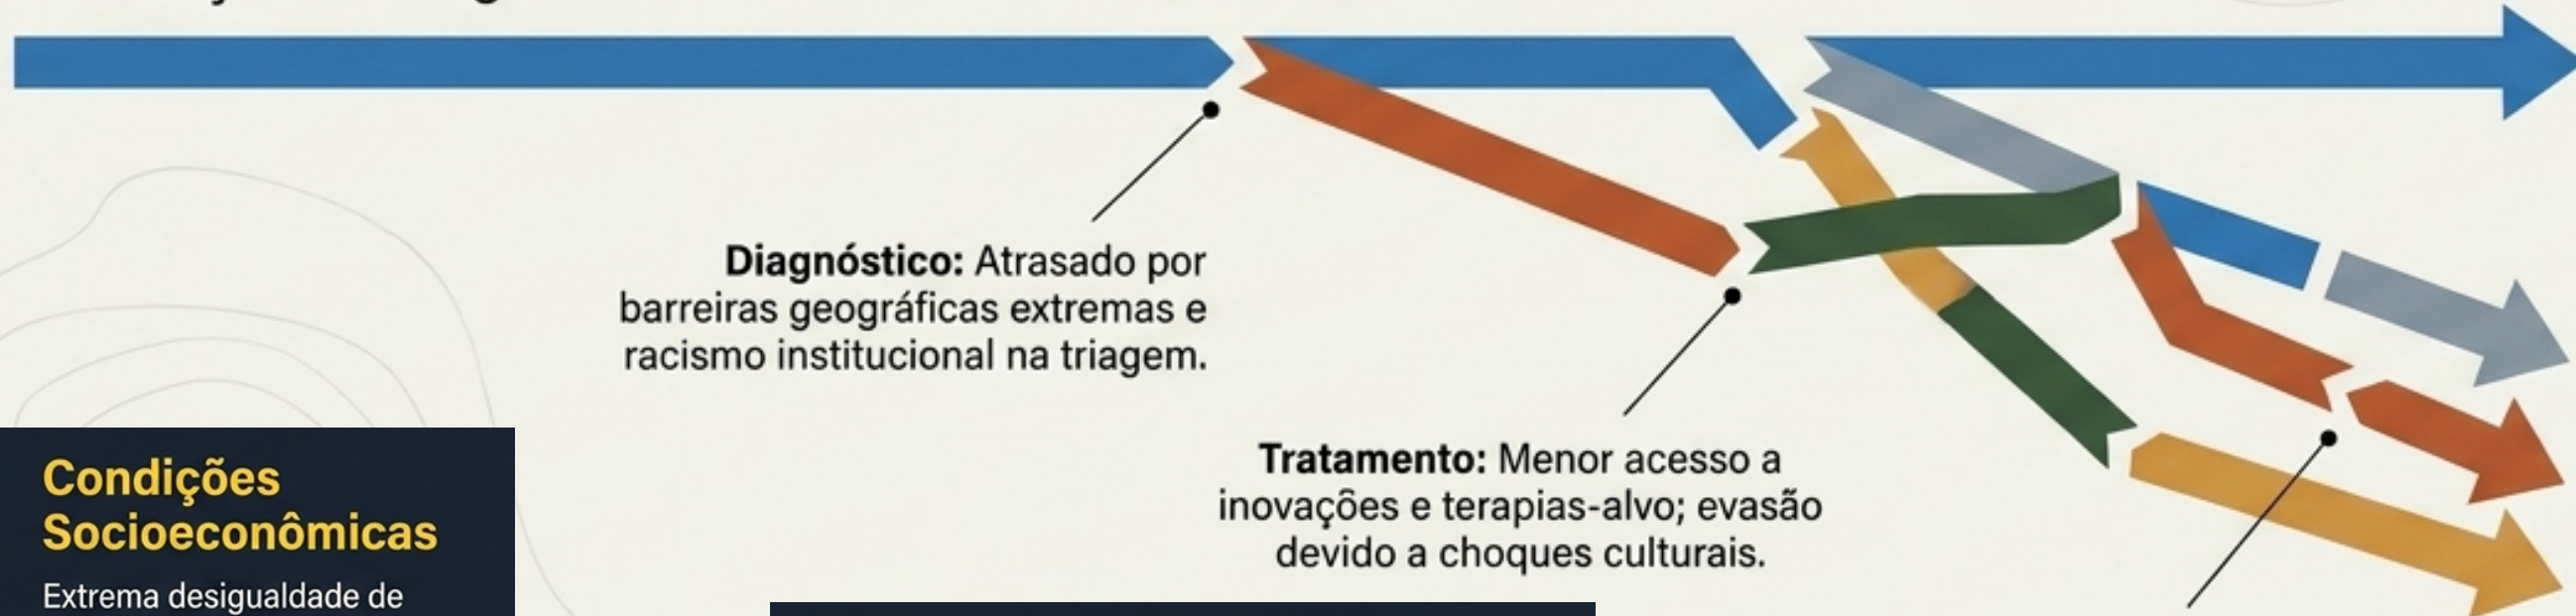 Diagnóstico: Atrasado por
barreiras geográficas extremas e
racismo institucional na triagem.
Tratamento: Menor acesso a
inovações e terapias-alvo; evasão
devido a choques culturais.
Condições
Socioeconômicas
Extrema desigualdade de